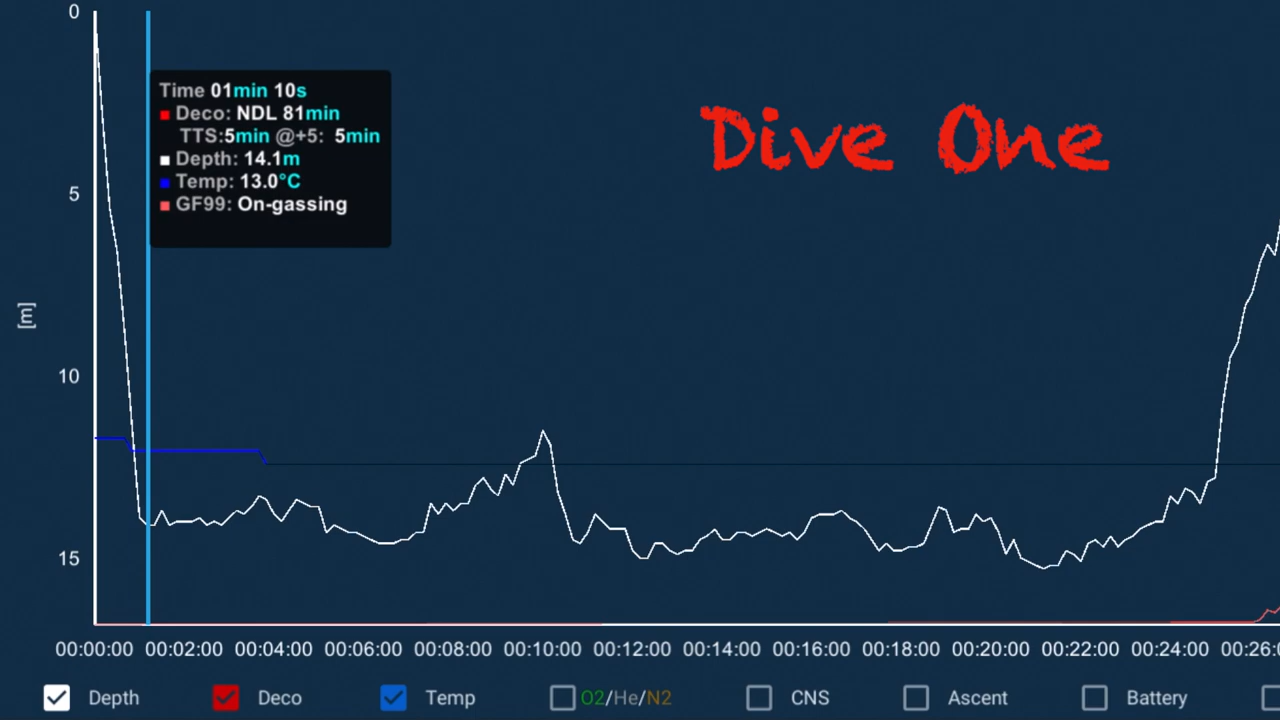 0
Time 01min 10s
Deco: NDL 81min
TTS:5min @+5: 5min
Depth: 14.1m
Temp: 13.0°C
GF99: On-gassing
Dive One
5
[m]
10
15
00:00:00 00:02:00 00:04:00 00:06:00 00:08:00 00:10:00 00:12:00 00:14:00 00:16:00 00:18:00 00:20:00 00:22:00 00:24:00 00:26:0
Depth Deco Temp O2/He/N2 CNS Ascent Battery